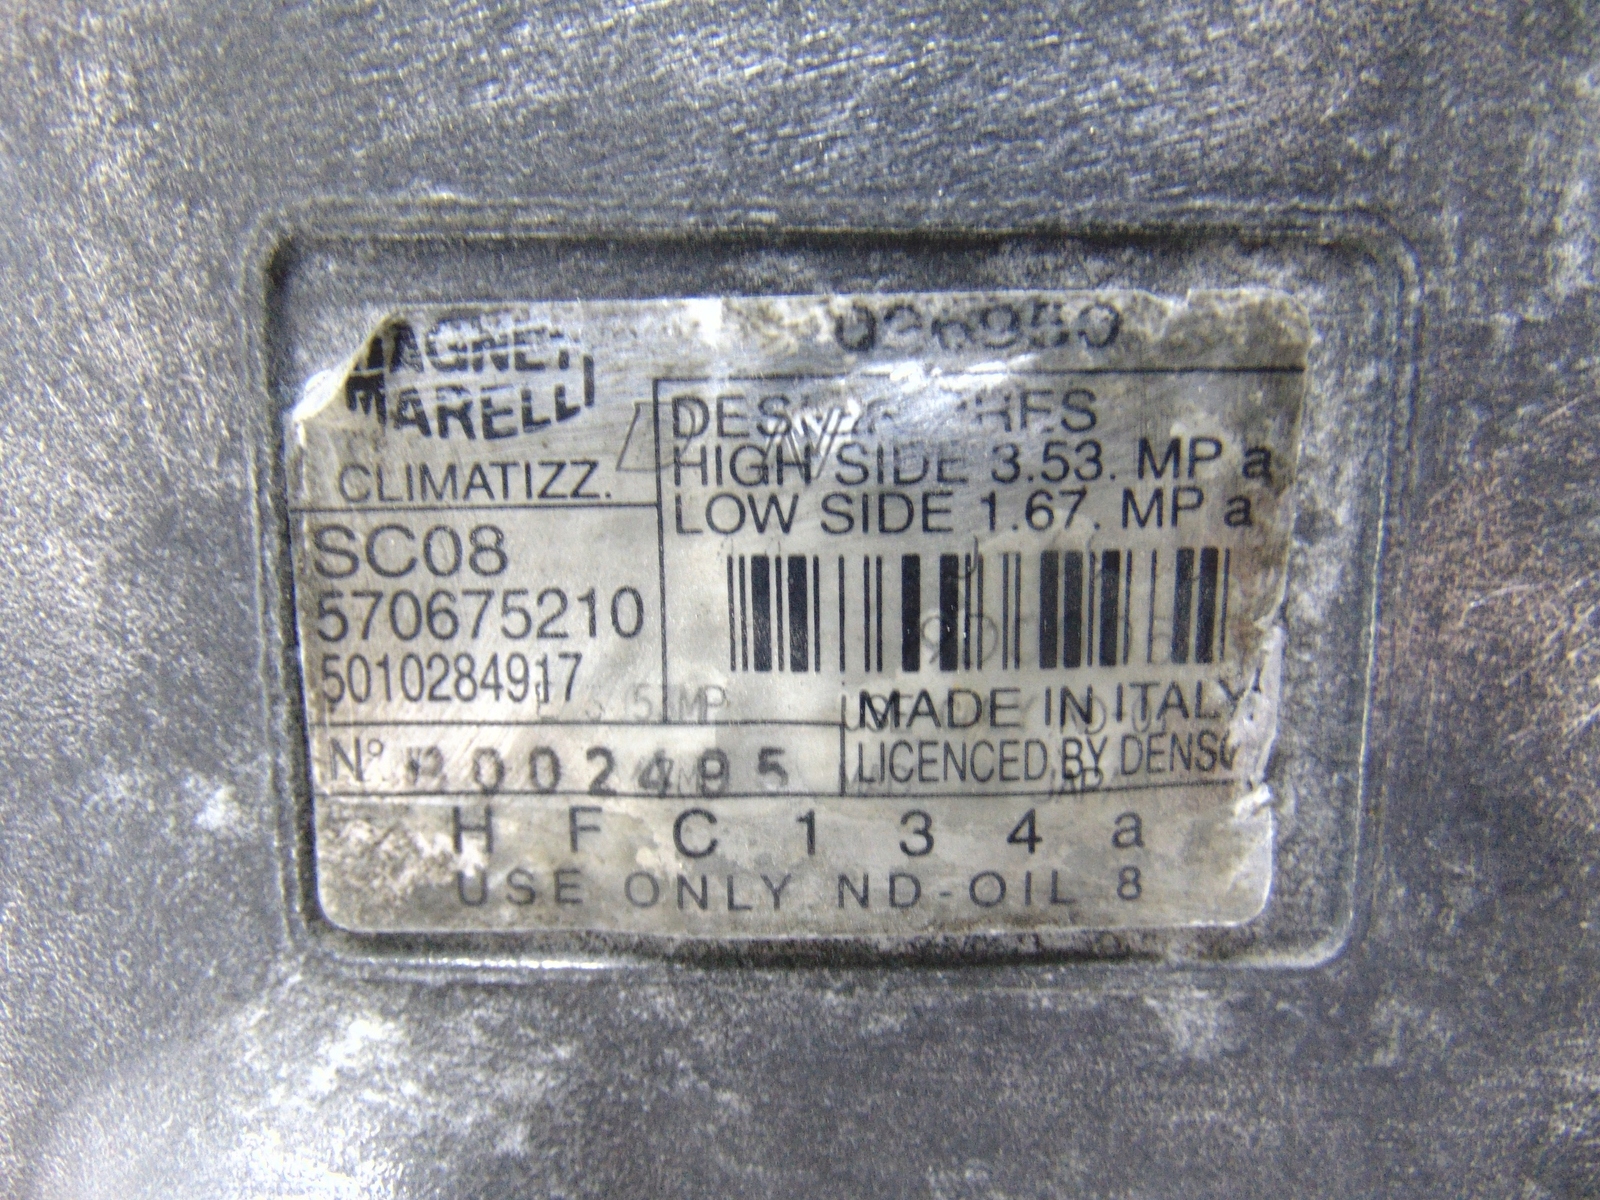 MAGNETI
MARELLI
CLIMATIZZ.
HIGH SIDE 3.53. MP a
LOW SIDE 1.67. MP a
SC08
570675210
5010284917
MADE IN ITALY
LICENCED BY DENSO
N°
HFC134a
USE ONLY ND-OIL 8